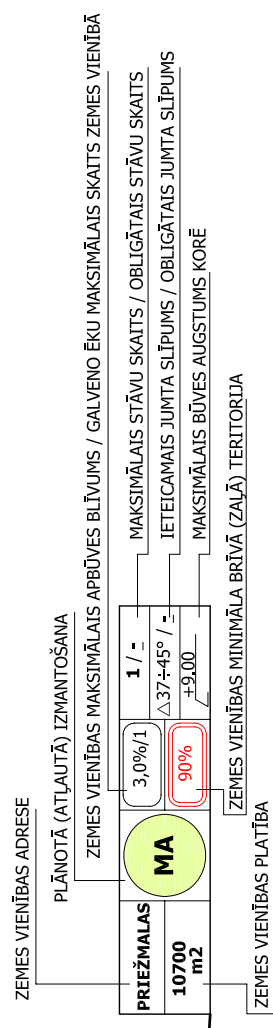 ZEMES VIENĪBAS ADRESE
PLĀNOTĀ (ATĻAUTĀ) IZMANTOŠANA
ZEMES VIENĪBAS MAKSIMĀLAIS APBŪVES BLĪVUMS / GALVENO ĒKU MAKSIMĀLAIS SKAITS ZEMES VIENĪBĀ
PRIEŽMALAS
10700
m2
MA
3,0%/1
90%
1 / -
△37÷45° / -
+9,00
MAKSIMĀLAIS STĀVU SKAITS / OBLIGĀTAIS STĀVU SKAITS
IETEICAMAIS JUMTA SLĪPUMS / OBLIGĀTAIS JUMTA SLĪPUMS
MAKSIMĀLAIS BŪVES AUGSTUMS KORĒ
ZEMES VIENĪBAS MINIMĀLA BRĪVĀ (ZAĻĀ) TERITORIJA
ZEMES VIENĪBAS PLATĪBA